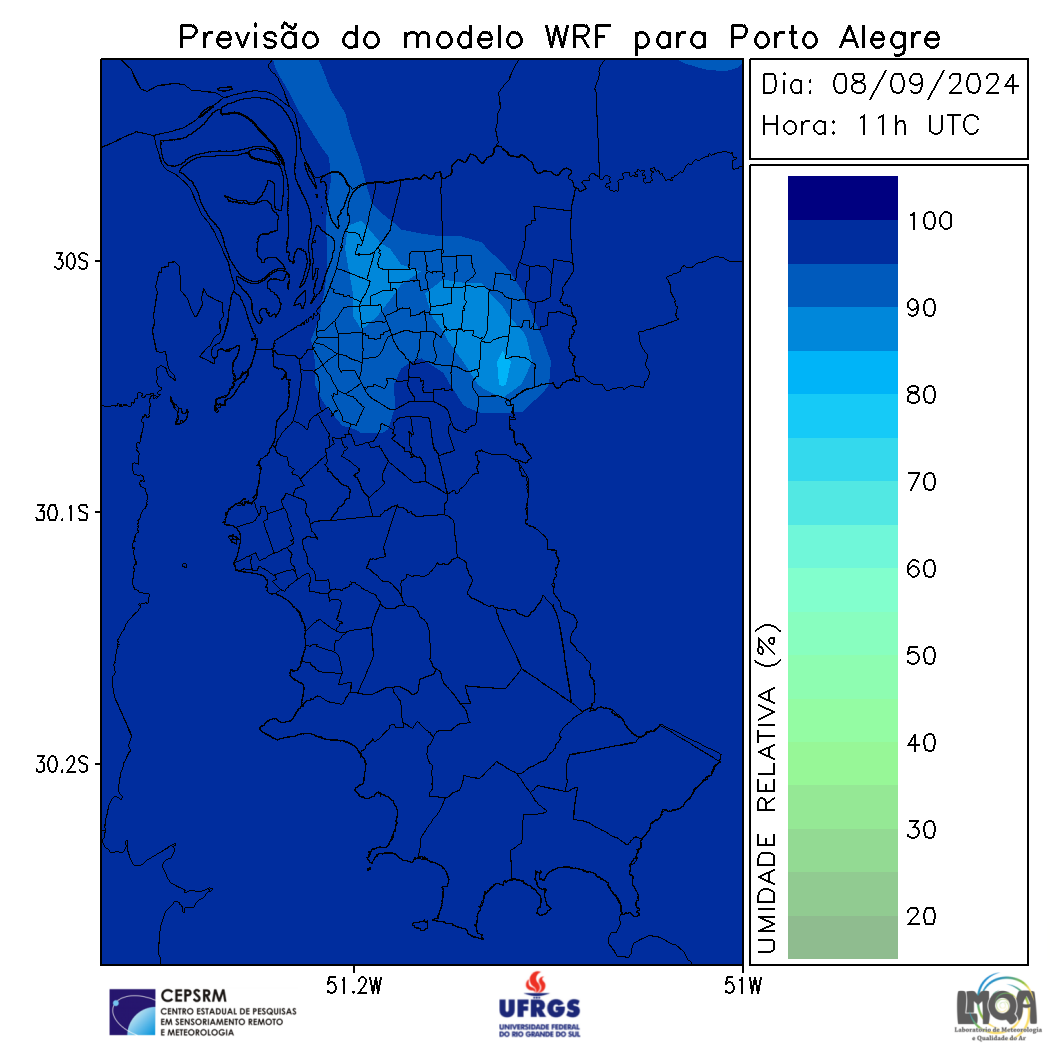 Previsão do modelo WRF para Porto Alegre
Dia: 08/09/2024
Hora: 11h UTC
30S
30.1S
30.2S
51.2W
51W
UMIDADE RELATIVA (%)
100
90
80
70
60
50
40
30
20
CEPSRM
CENTRO ESTADUAL DE PESQUISAS
EM SENSORIAMENTO REMOTO
E METEOROLOGIA
UFRGS
UNIVERSIDADE FEDERAL
DO RIO GRANDE DO SUL
LMQA
Laboratório de Meteorologia
e Qualidade do Ar